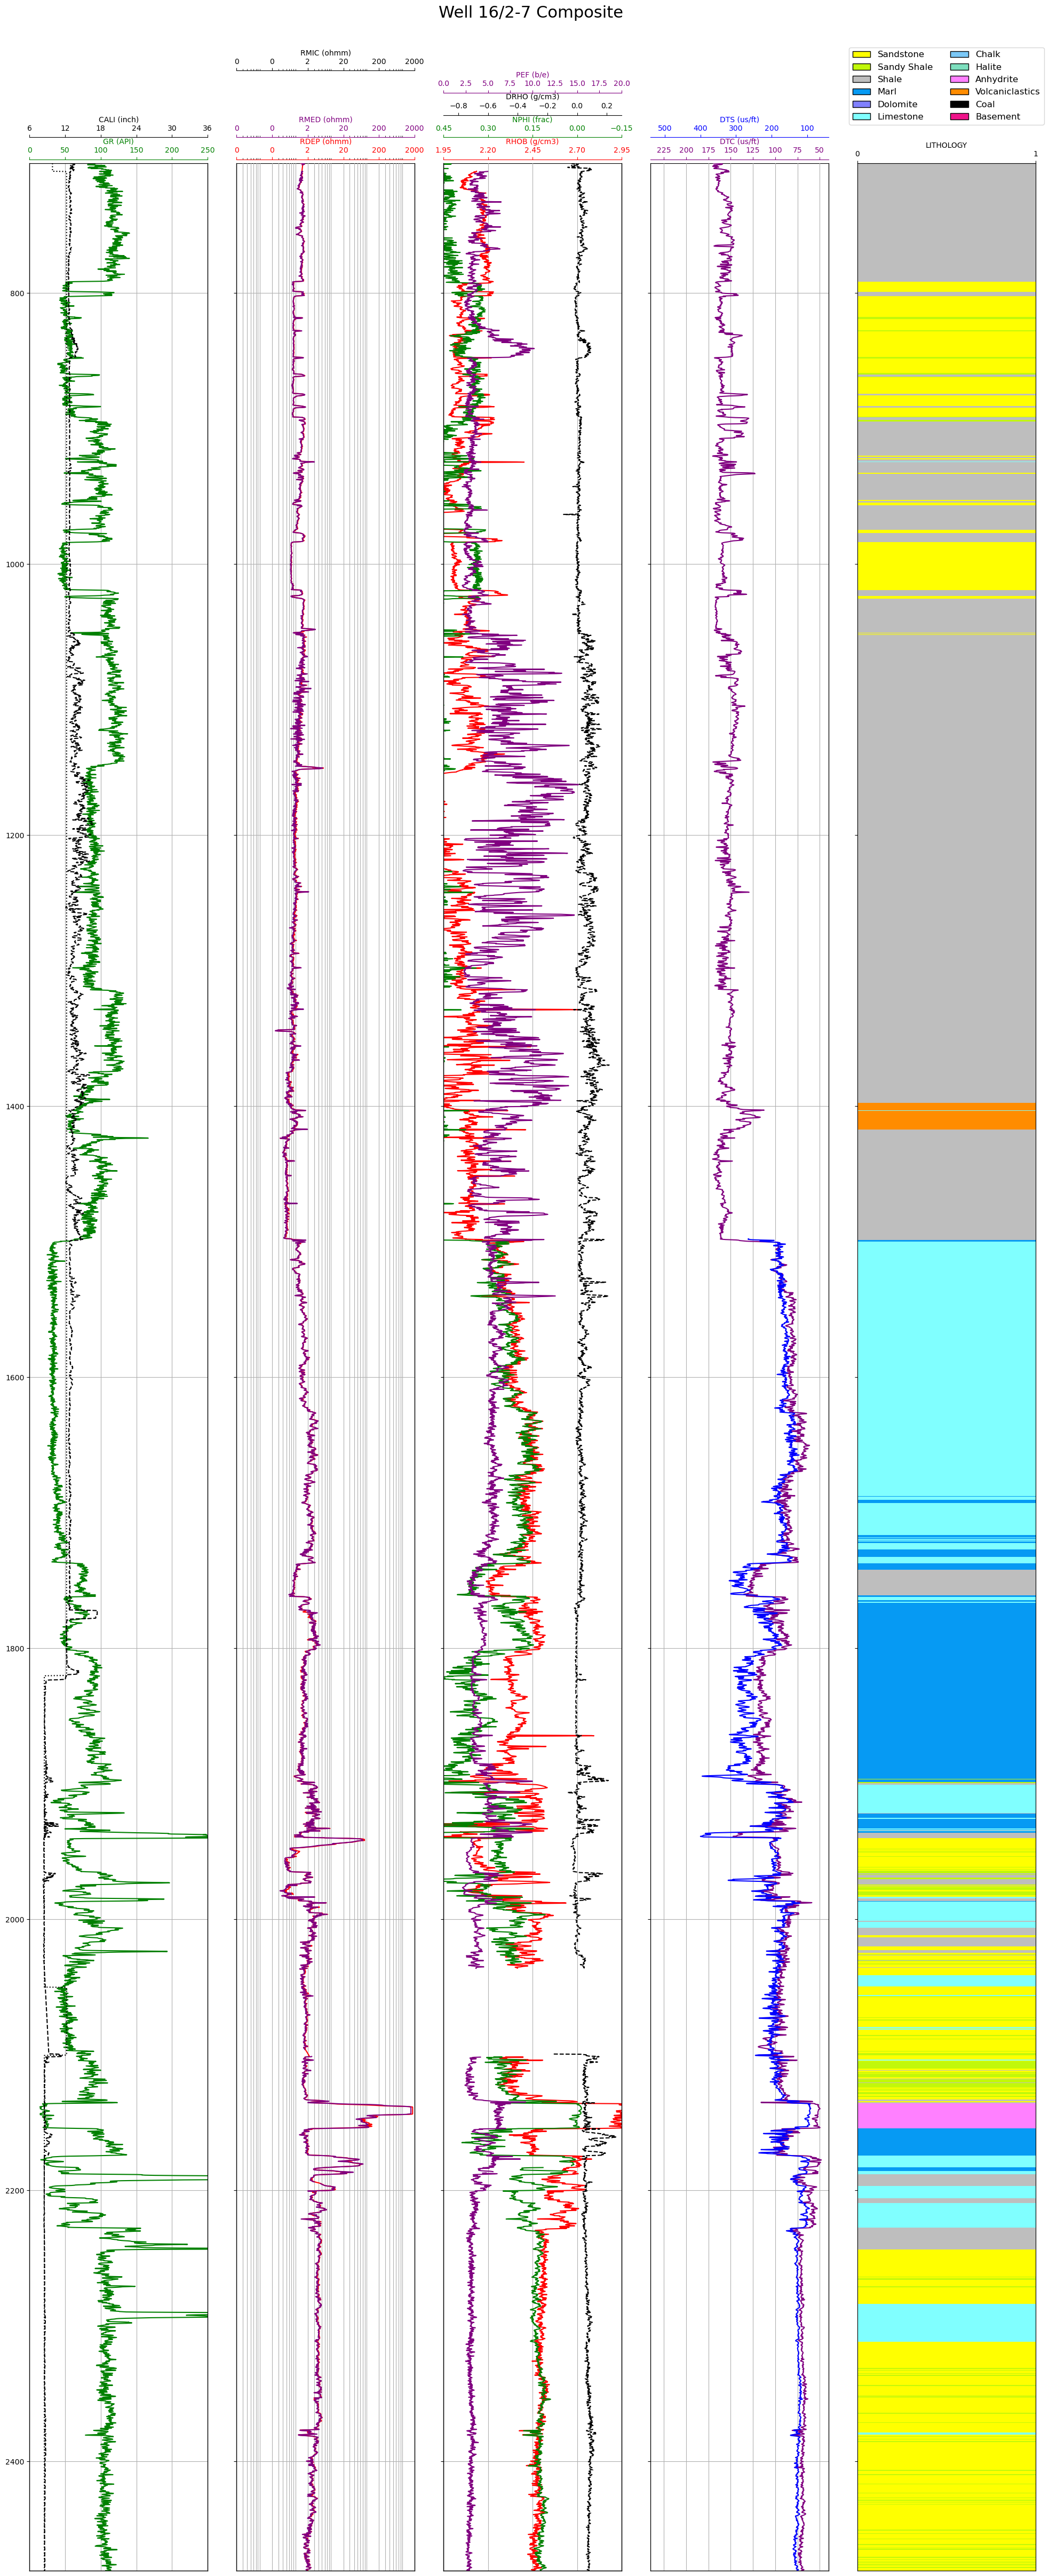 Well 16/2-7 Composite
Sandstone Chalk
Sandy Shale Halite
Shale Anhydrite
Marl Volcaniclastics
Dolomite Coal
Limestone Basement
RMIC (ohmm)
0 0 2 20 200 2000
PEF (b/e)
0.0 2.5 5.0 7.5 10.0 12.5 15.0 17.5 20.0
DRHO (g/cm3)
−0.8 −0.6 −0.4 −0.2 0.0 0.2
CALI (inch) RMED (ohmm) NPHI (frac) DTS (us/ft)
6 12 18 24 30 36 0 0 2 20 200 2000 0.45 0.30 0.15 0.00 −0.15 500 400 300 200 100
GR (API) RDEP (ohmm) RHOB (g/cm3) DTC (us/ft) LITHOLOGY
0 50 100 150 200 250 0 0 2 20 200 2000 1.95 2.20 2.45 2.70 2.95 225 200 175 150 125 100 75 50 0 1
800
1000
1200
1400
1600
1800
2000
2200
2400